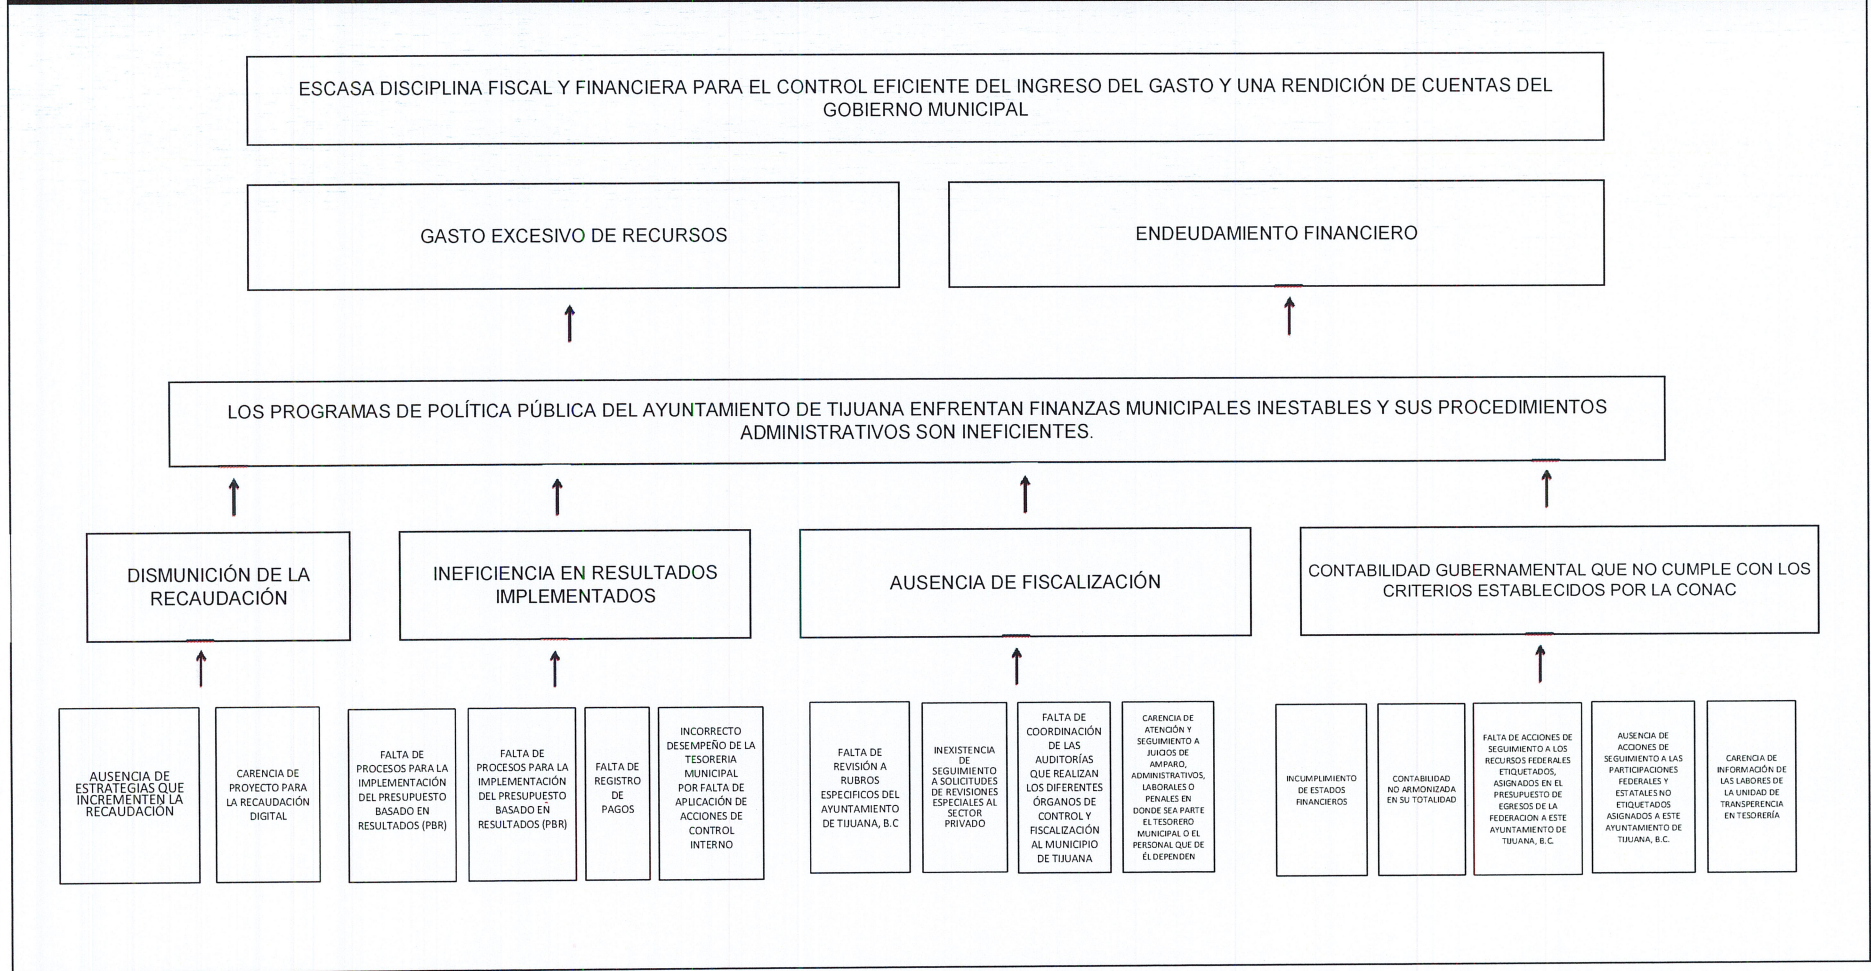 ESCASA DISCIPLINA FISCAL Y FINANCIERA PARA EL CONTROL EFICIENTE DEL INGRESO DEL GASTO Y UNA RENDICIÓN DE CUENTAS DEL
GOBIERNO MUNICIPAL
GASTO EXCESIVO DE RECURSOS
ENDEUDAMIENTO FINANCIERO
LOS PROGRAMAS DE POLÍTICA PÚBLICA DEL AYUNTAMIENTO DE TIJUANA ENFRENTAN FINANZAS MUNICIPALES INESTABLES Y SUS PROCEDIMIENTOS
ADMINISTRATIVOS SON INEFICIENTES.
DISMUNICIÓN DE LA
RECAUDACIÓN
INEFICIENCIA EN RESULTADOS
IMPLEMENTADOS
AUSENCIA DE FISCALIZACIÓN
CONTABILIDAD GUBERNAMENTAL QUE NO CUMPLE CON LOS
CRITERIOS ESTABLECIDOS POR LA CONAC
AUSENCIA DE
ESTRATEGIAS QUE
INCREMENTEN LA
RECAUDACIÓN
CARENCIA DE
PROYECTO PARA
LA RECAUDACIÓN
DIGITAL
FALTA DE
PROCESOS PARA LA
IMPLEMENTACIÓN
DEL PRESUPUESTO
BASADO EN
RESULTADOS (PBR)
FALTA DE
PROCESOS PARA LA
IMPLEMENTACIÓN
DEL PRESUPUESTO
BASADO EN
RESULTADOS (PBR)
FALTA DE
REGISTRO
DE
PAGOS
INCORRECTO
DESEMPEÑO DE LA
TESORERIA
MUNICIPAL
POR FALTA DE
APLICACIÓN DE
ACCIONES DE
CONTROL
INTERNO
FALTA DE
REVISIÓN A
RUBROS
ESPECIFICOS DEL
AYUNTAMIENTO
DE TIJUANA, B.C
INEXISTENCIA
DE
SEGUIMIENTO
A SOLICITUDES
DE REVISIONES
ESPECIALES AL
SECTOR
PRIVADO
FALTA DE
COORDINACIÓN
DE LAS
AUDITORÍAS
QUE REALIZAN
LOS DIFERENTES
ÓRGANOS DE
CONTROL Y
FISCALIZACIÓN
AL MUNICIPIO
DE TIJUANA
CARENCIA DE
ATENCIÓN Y
SEGUIMIENTO A
JUICIOS DE
AMPARO,
ADMINISTRATIVOS,
LABORALES O
PENALES EN
DONDE SEA PARTE
EL TESORERO
MUNICIPAL O EL
PERSONAL QUE DE
ÉL DEPENDEN
INCUMPLIMIENTO
DE ESTADOS
FINANCIEROS
CONTABILIDAD
NO ARMONIZADA
EN SU TOTALIDAD
FALTA DE ACCIONES DE
SEGUIMIENTO A LOS
RECURSOS FEDERALES
ETIQUETADOS,
ASIGNADOS EN EL
PRESUPUESTO DE
EGRESOS DE LA
FEDERACION A ESTE
AYUNTAMIENTO DE
TIJUANA, B.C.
AUSENCIA DE
ACCIONES DE
SEGUIMIENTO A LAS
PARTICIPACIONES
FEDERALES Y
ESTATALES NO
ETIQUETADOS
ASIGNADOS A ESTE
AYUNTAMIENTO DE
TIJUANA, B.C.
CARENCIA DE
INFORMACIÓN DE
LAS LABORES DE
LA UNIDAD DE
TRANSPARENCIA
EN TESORERÍA